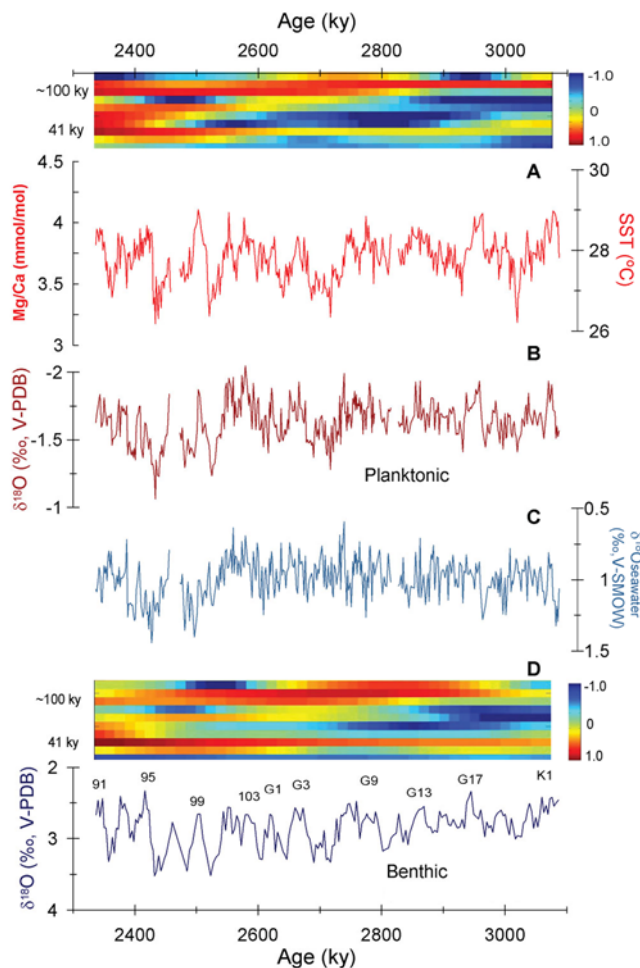 Age (ky)
2400 2600 2800 3000
~100 ky
41 ky
-1.0
0
1.0
A
Mg/Ca (mmol/mol)
4.5
4
3.5
3
SST (°C)
30
28
26
B
δ¹⁸O (‰, V-PDB)
-2
-1.5
-1
Planktonic
C
δ¹⁸Oseawater
(‰, V-SMOW)
0.5
1
1.5
D
~100 ky
41 ky
-1.0
0
1.0
δ¹⁸O (‰, V-PDB)
2
3
4
91 95 99 103 G1 G3 G9 G13 G17 K1
Benthic
2400 2600 2800 3000
Age (ky)